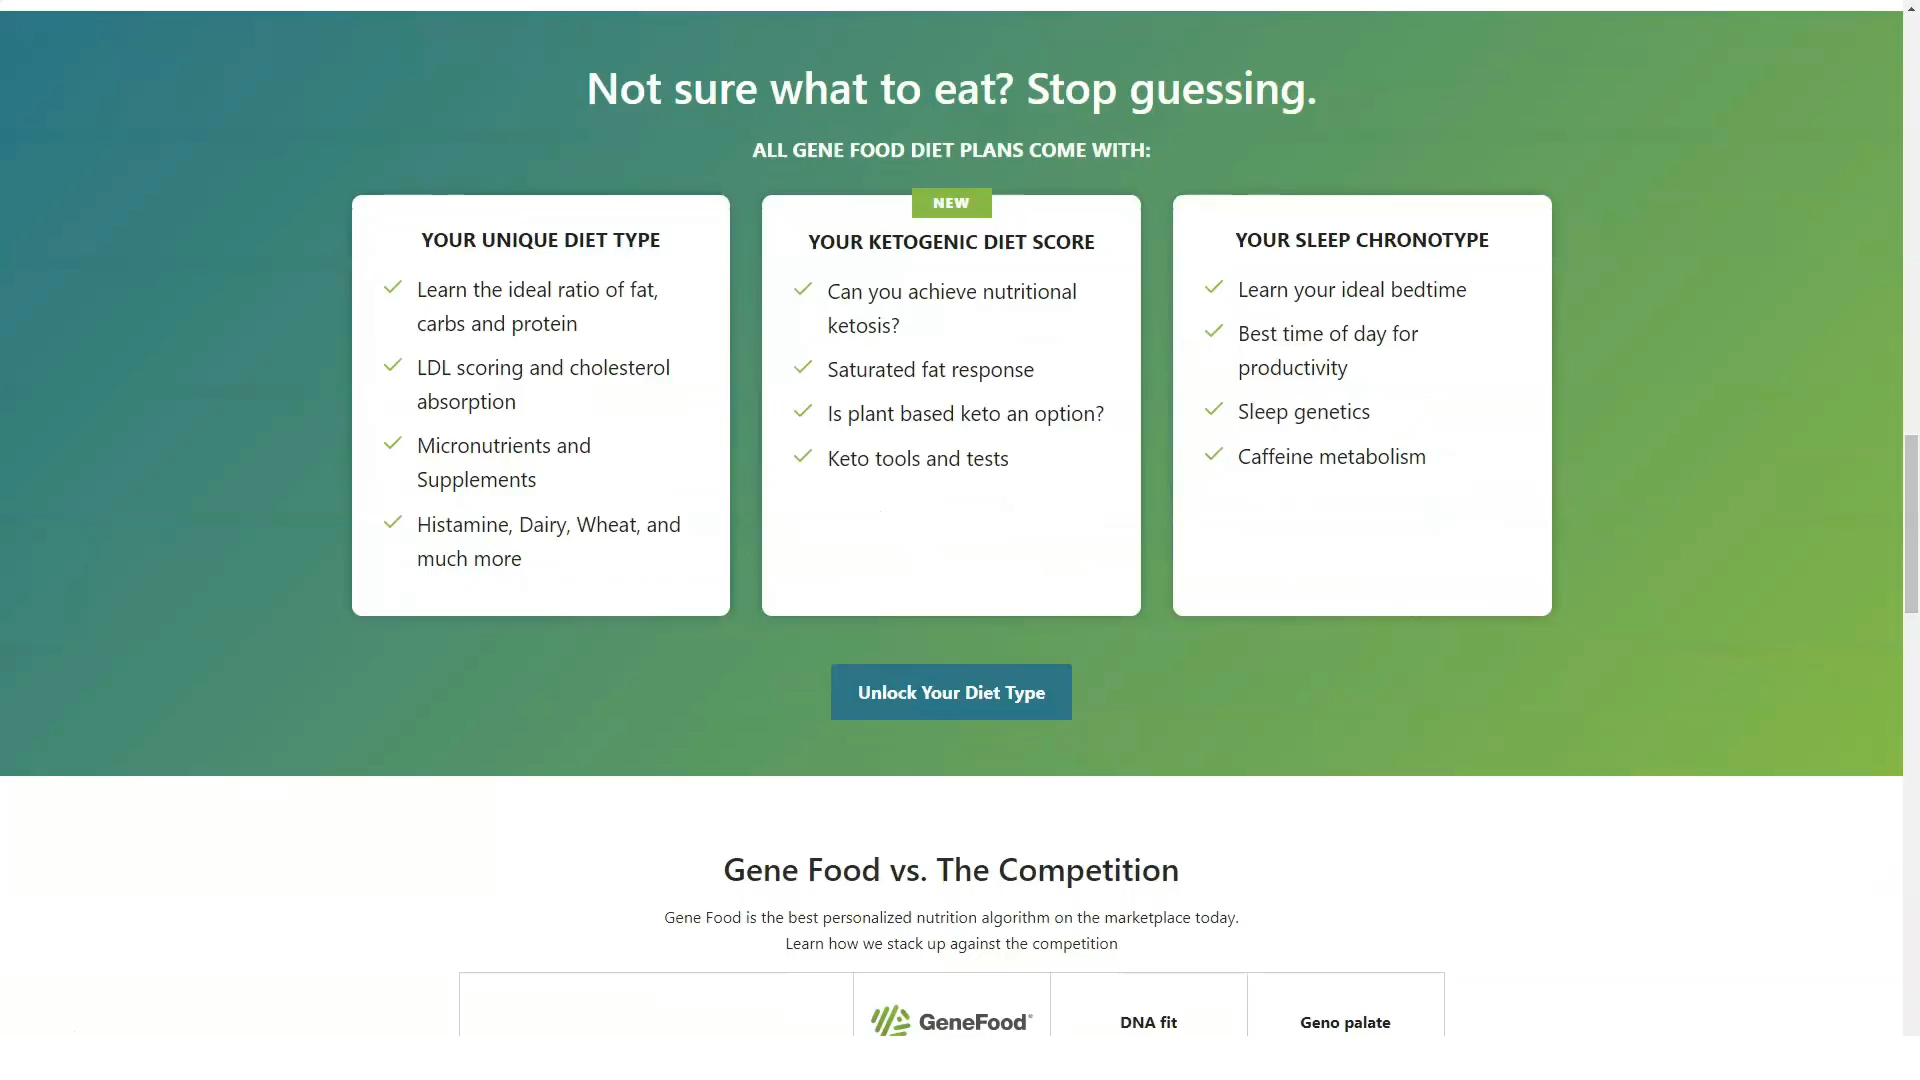 Not sure what to eat? Stop guessing.
ALL GENE FOOD DIET PLANS COME WITH:
YOUR UNIQUE DIET TYPE
Learn the ideal ratio of fat,
carbs and protein
LDL scoring and cholesterol
absorption
Micronutrients and
Supplements
Histamine, Dairy, Wheat, and
much more
NEW
YOUR KETOGENIC DIET SCORE
Can you achieve nutritional
ketosis?
Saturated fat response
Is plant based keto an option?
Keto tools and tests
YOUR SLEEP CHRONOTYPE
Learn your ideal bedtime
Best time of day for
productivity
Sleep genetics
Caffeine metabolism
Unlock Your Diet Type
Gene Food vs. The Competition
Gene Food is the best personalized nutrition algorithm on the marketplace today.
Learn how we stack up against the competition
GeneFood
DNA fit
Geno palate